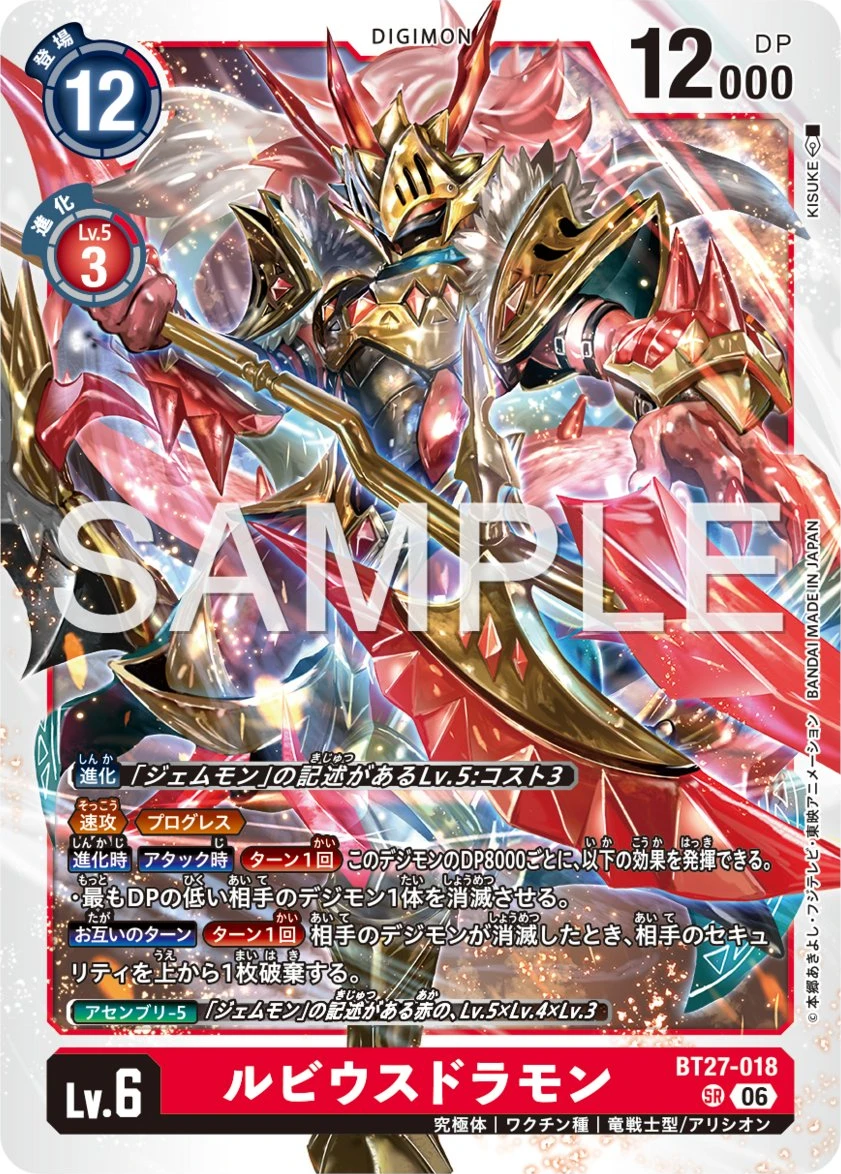 DIGIMON
登場
12
12000
DP
進化
Lv.5
3
KISUKE
SAMPLE
BANDAI MADE IN JAPAN
©本郷あきよし・フジテレビ・東映アニメーション
進化 「ジェムモン」の記述があるLv.5:コスト3
速攻 プログレス
進化時 アタック時 ターン1回 このデジモンのDP8000ごとに、以下の効果を発揮できる。
・最もDPの低い相手のデジモン1体を消滅させる。
お互いのターン ターン1回 相手のデジモンが消滅したとき、相手のセキュ
リティを上から1枚破棄する。
アセンブリ-5 「ジェムモン」の記述がある赤の、Lv.5×Lv.4×Lv.3
Lv.6
ルビウスドラモン
BT27-018
SR 06
究極体|ワクチン種|竜戦士型/アリシオン